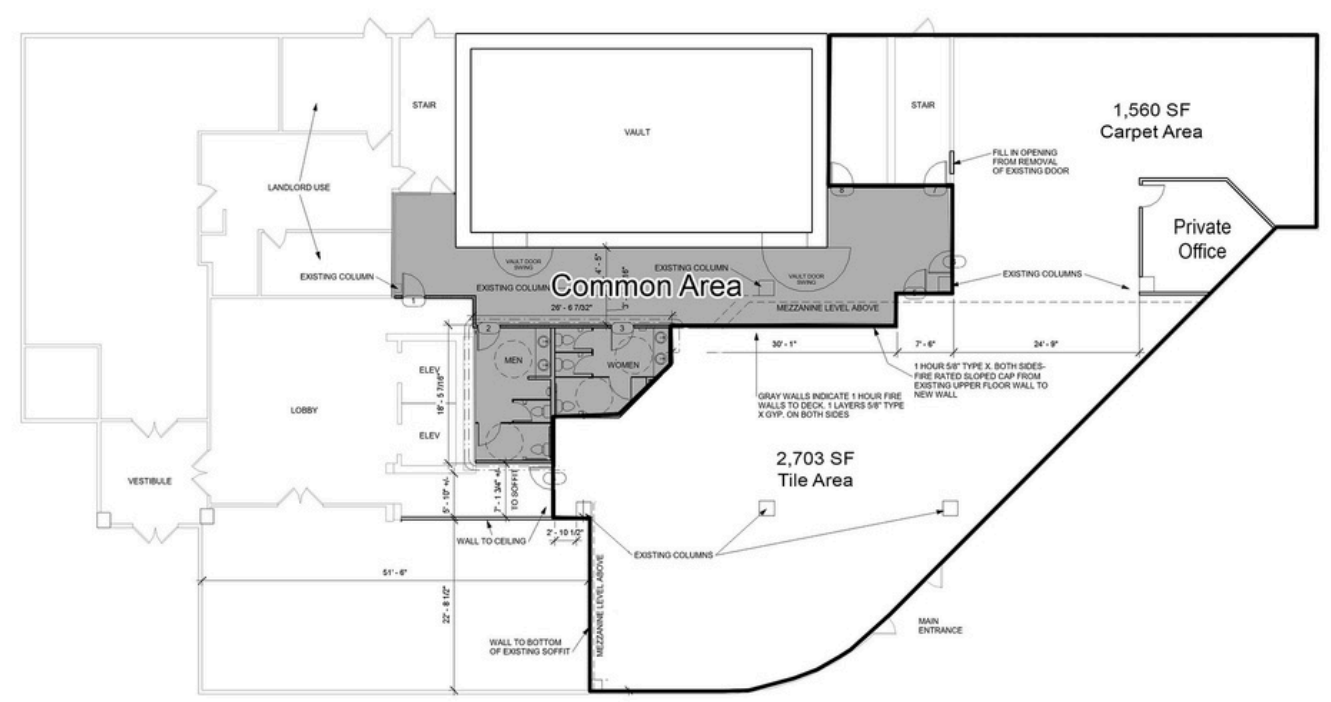 STAIR
VAULT
STAIR
1,560 SF
Carpet Area
FILL IN OPENING
FROM REMOVAL
OF EXISTING DOOR
LANDLORD USE
8
7
Private
Office
VAULT DOOR
SWING
4' - 5"
EXISTING COLUMN
VAULT DOOR
SWING
EXISTING COLUMN
EXISTING COLUMN
Common Area
EXISTING COLUMNS
1
26' - 6 7/32"
MEZZANINE LEVEL ABOVE
2
3
MEN
WOMEN
30' - 1"
7' - 6"
24' - 9"
ELEV
18' - 5 7/16"
1 HOUR 5/8" TYPE X. BOTH SIDES-
FIRE RATED SLOPED CAP FROM
EXISTING UPPER FLOOR WALL TO
NEW WALL
GRAY WALLS INDICATE 1 HOUR FIRE
WALLS TO DECK. 1 LAYERS 5/8" TYPE
X GYP. ON BOTH SIDES
LOBBY
ELEV
2,703 SF
Tile Area
VESTIBULE
5' - 10" +/-
7' - 1 3/4" +/-
TO SOFFIT
WALL TO CEILING
2' - 10 1/2"
EXISTING COLUMNS
51' - 6"
22' - 8 1/2"
MEZZANINE LEVEL ABOVE
MAIN
ENTRANCE
WALL TO BOTTOM
OF EXISTING SOFFIT